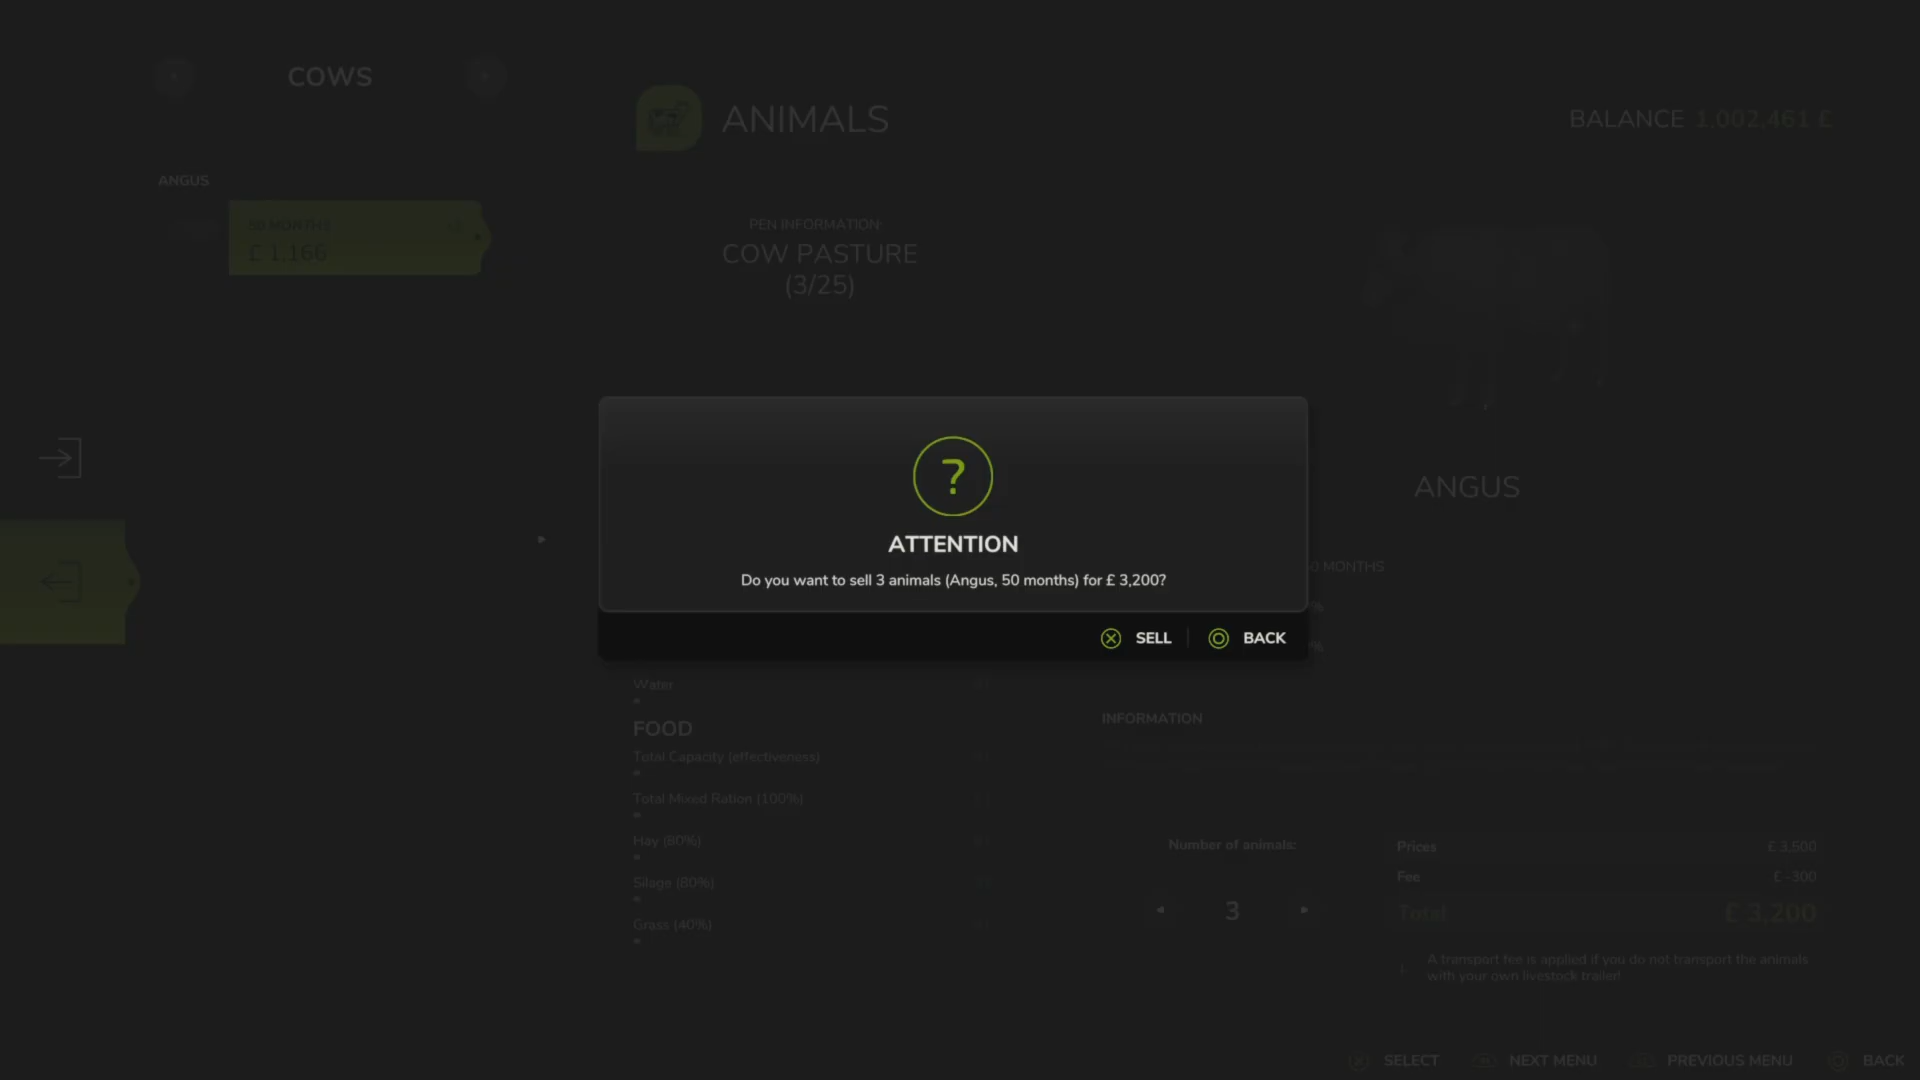 COWS
ANIMALS
BALANCE 1,002,461 £
ANGUS
50 MONTHS
£ 1,166
PEN INFORMATION:
COW PASTURE
(3/25)
ANGUS
MONTHS
%
%
?
ATTENTION
Do you want to sell 3 animals (Angus, 50 months) for £ 3,200?
SELL
BACK
Water
FOOD
Total Capacity (effectiveness)
Total Mixed Ration (100%)
Hay (80%)
Silage (80%)
Grass (40%)
INFORMATION
Number of animals:
3
Prices £ 3,500
Fee £ -300
Total £ 3,200
A transport fee is applied if you do not transport the animals
with your own livestock trailer!
SELECT NEXT MENU PREVIOUS MENU BACK